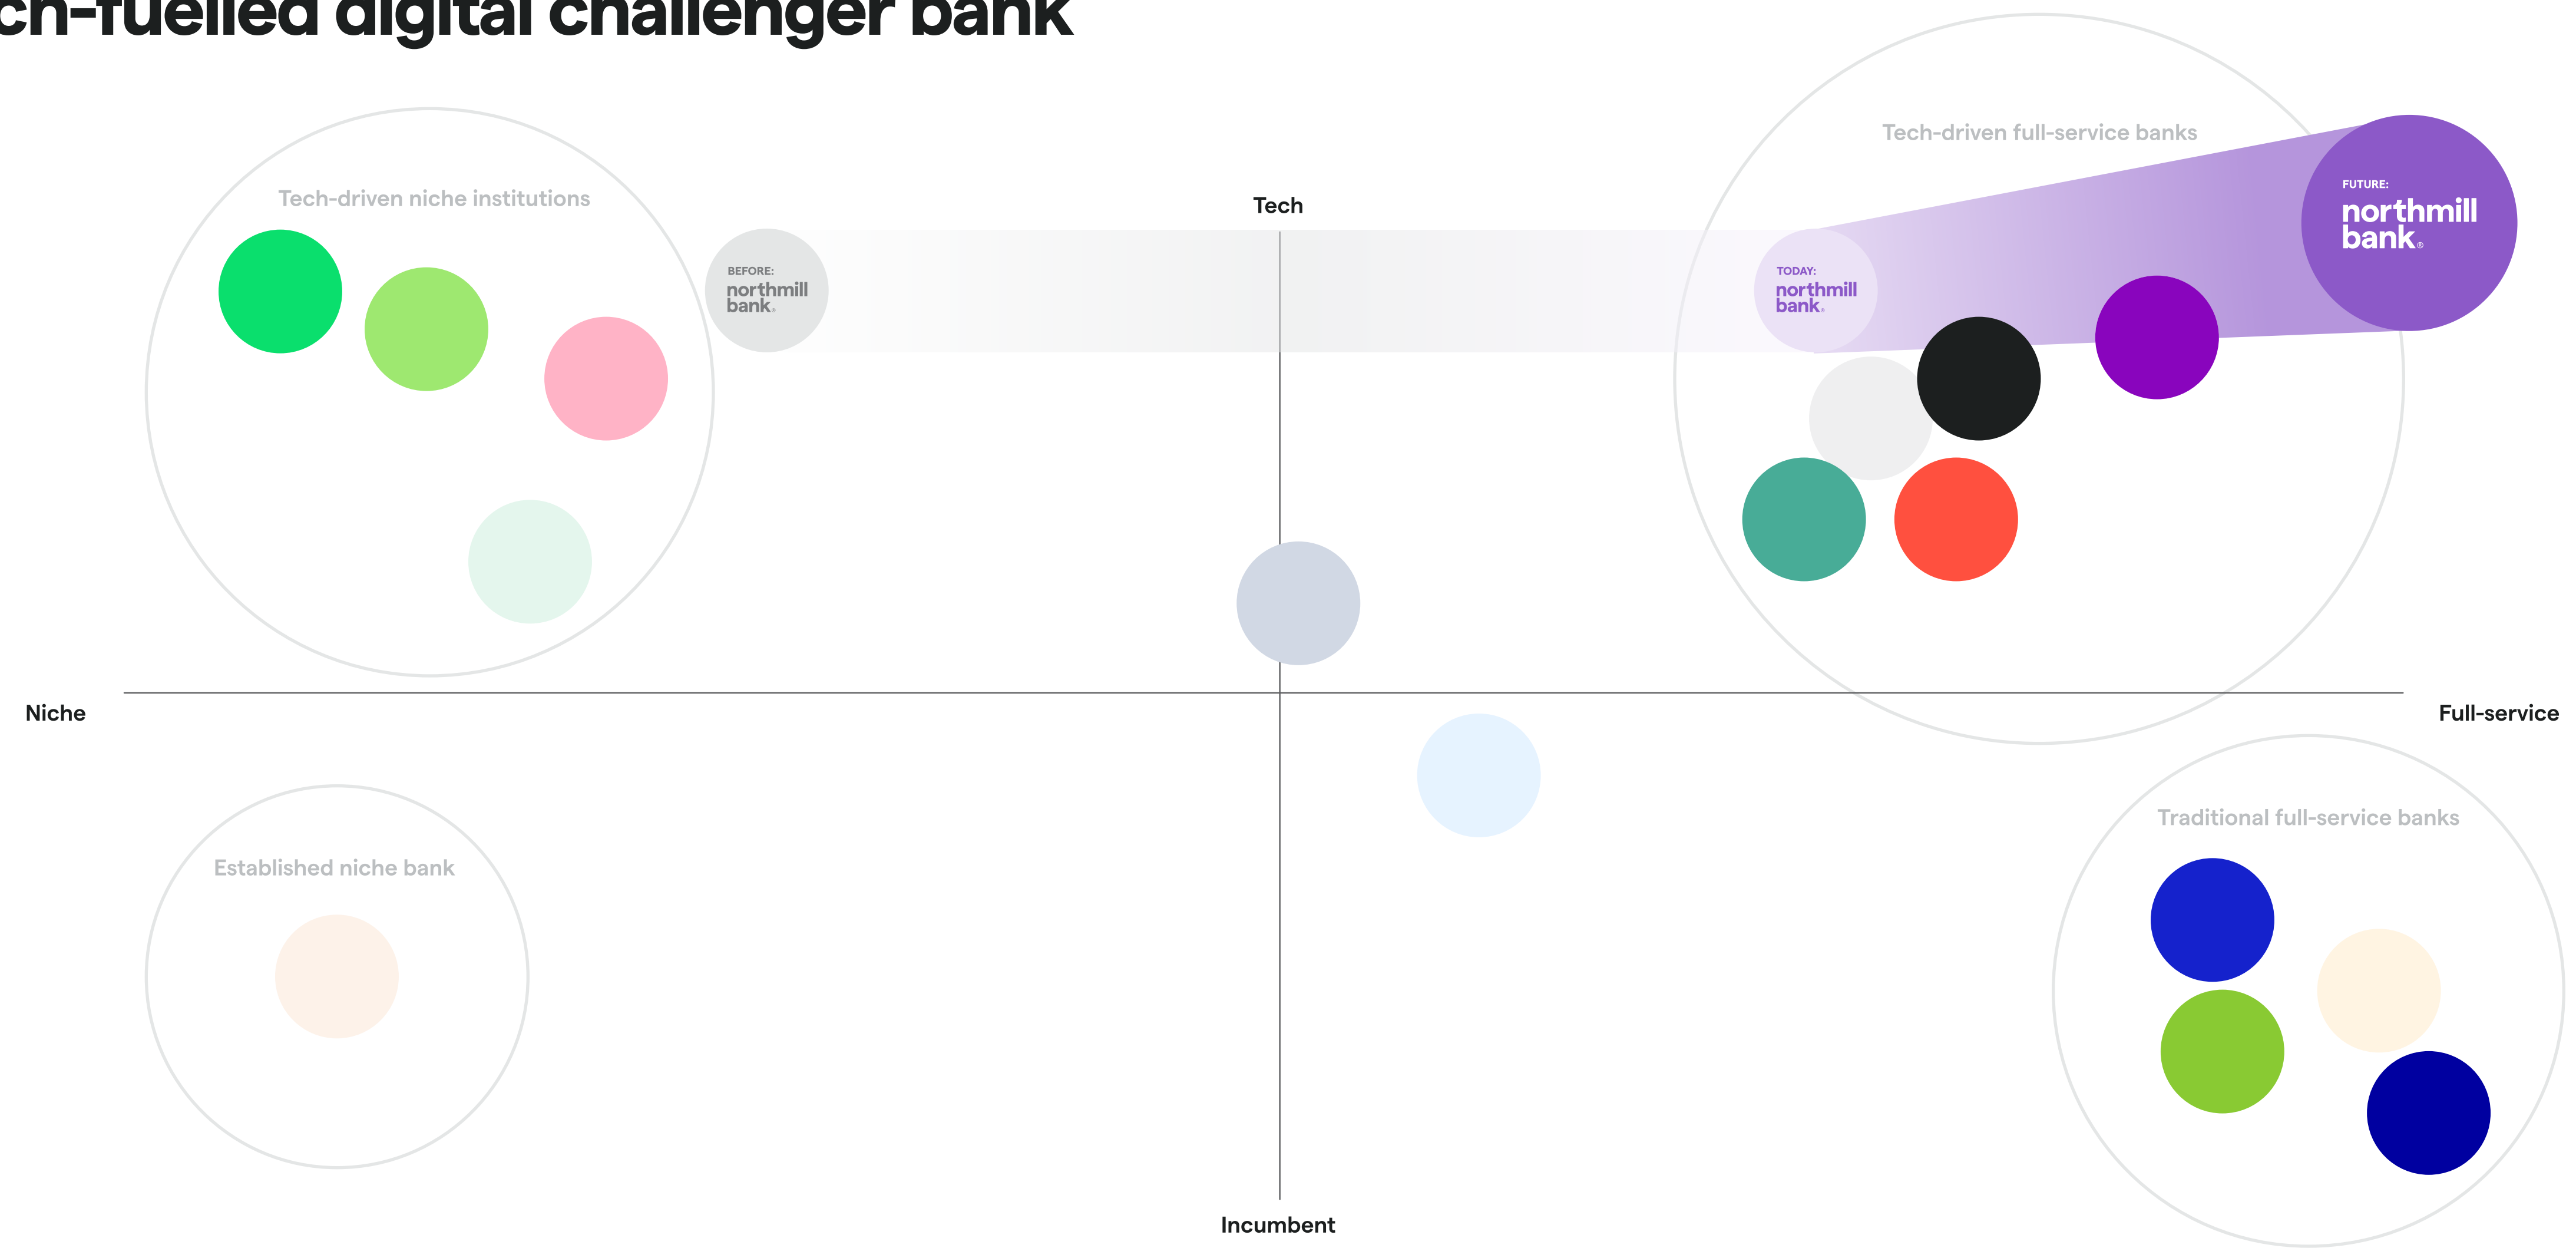 ch-fuelled digital challenger bank
Tech-driven full-service banks
Tech-driven niche institutions
Tech
FUTURE:
northmill
bank®
BEFORE:
northmill
bank®
TODAY:
northmill
bank®
Niche
Full-service
Traditional full-service banks
Established niche bank
Incumbent